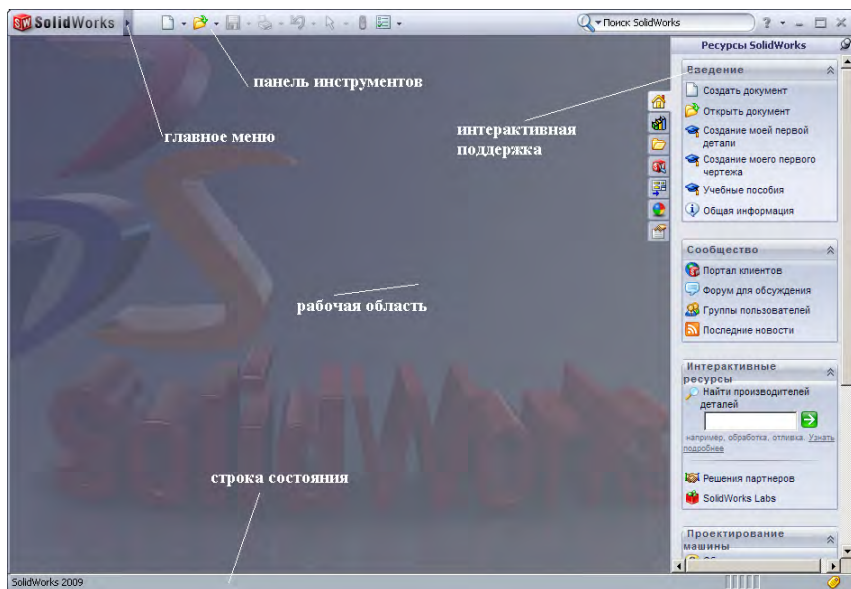 SolidWorks
Поиск SolidWorks
?
Ресурсы SolidWorks
панель инструментов
главное меню
интерактивная
поддержка
рабочая область
строка состояния
Введение
Создать документ
Открыть документ
Создание моей первой
детали
Создание моего первого
чертежа
Учебные пособия
Общая информация
Сообщество
Портал клиентов
Форум для обсуждения
Группы пользователей
Последние новости
Интерактивные
ресурсы
Найти производителей
деталей
например, обработка, отливка. Узнать
подробнее
Решения партнеров
SolidWorks Labs
Проектирование
машины
SolidWorks
SolidWorks 2009